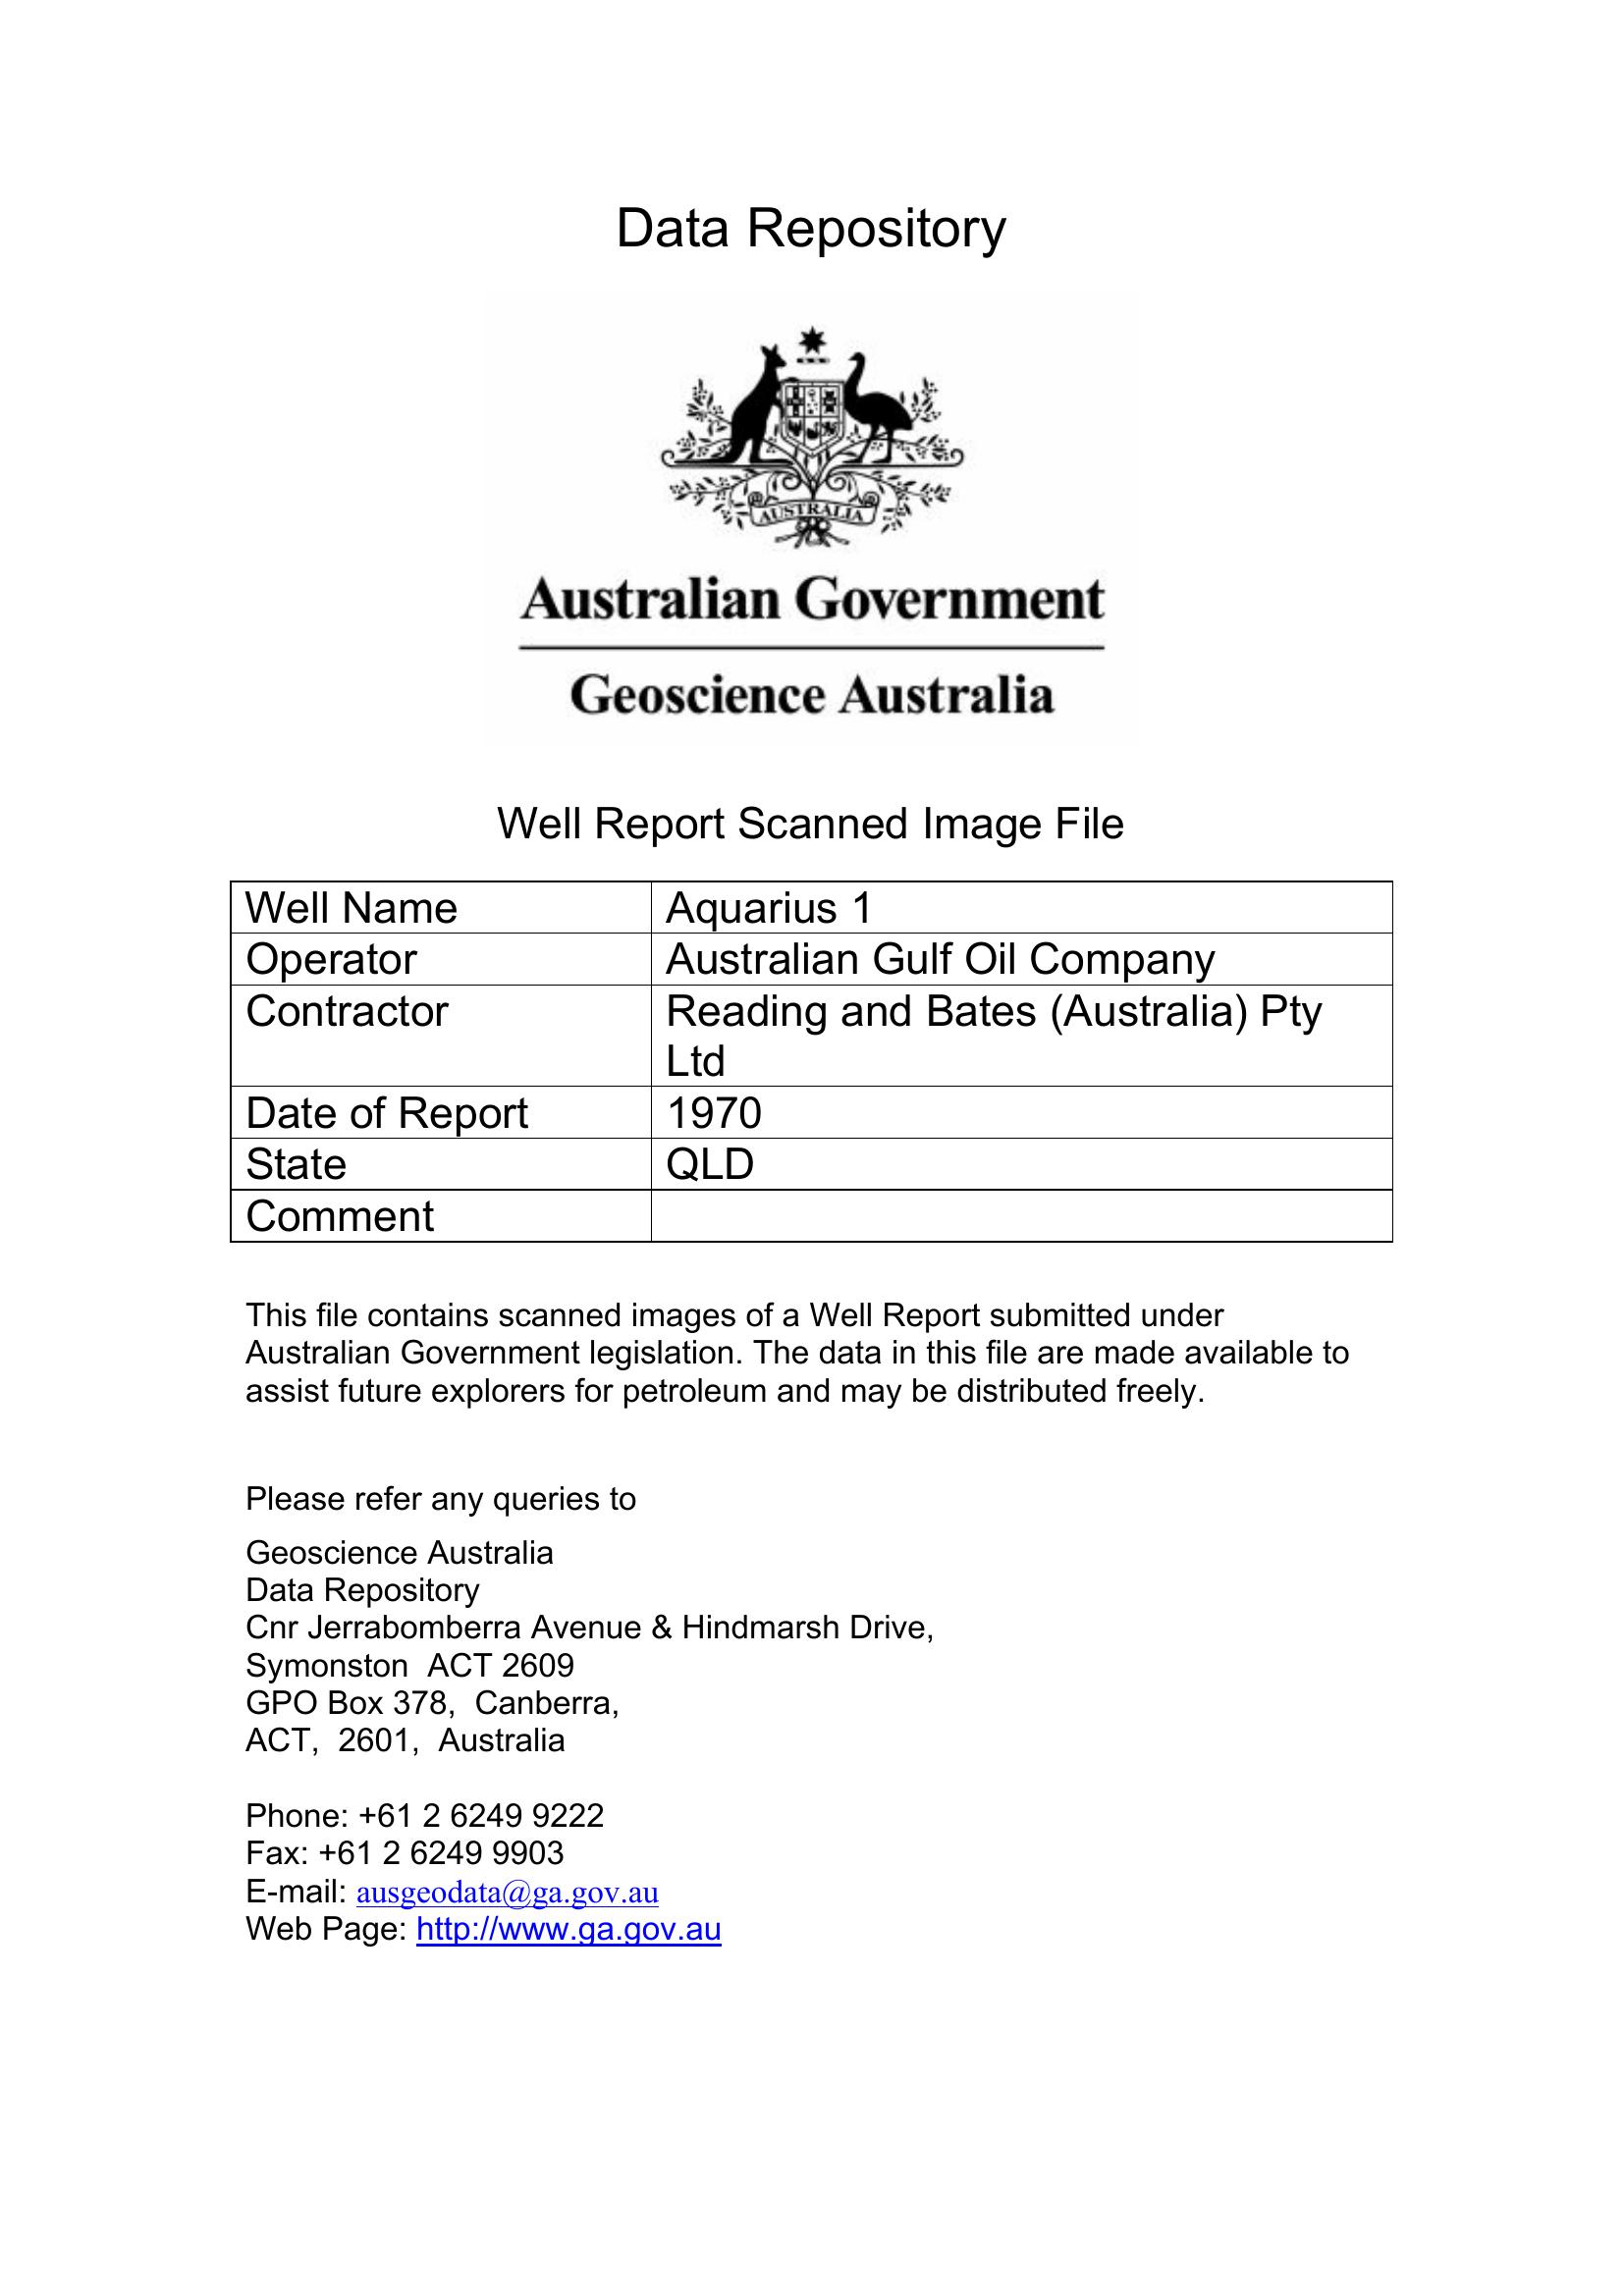 Data Repository
AUSTRALIA
Australian Government
Geoscience Australia
Well Report Scanned Image File
Well Name Aquarius 1
Operator Australian Gulf Oil Company
Contractor Reading and Bates (Australia) Pty
Ltd
Date of Report 1970
State QLD
Comment
This file contains scanned images of a Well Report submitted under
Australian Government legislation. The data in this file are made available to
assist future explorers for petroleum and may be distributed freely.
Please refer any queries to
Geoscience Australia
Data Repository
Cnr Jerrabomberra Avenue & Hindmarsh Drive,
Symonston ACT 2609
GPO Box 378, Canberra,
ACT, 2601, Australia
Phone: +61 2 6249 9222
Fax: +61 2 6249 9903
E-mail: ausgeodata@ga.gov.au
Web Page: http://www.ga.gov.au